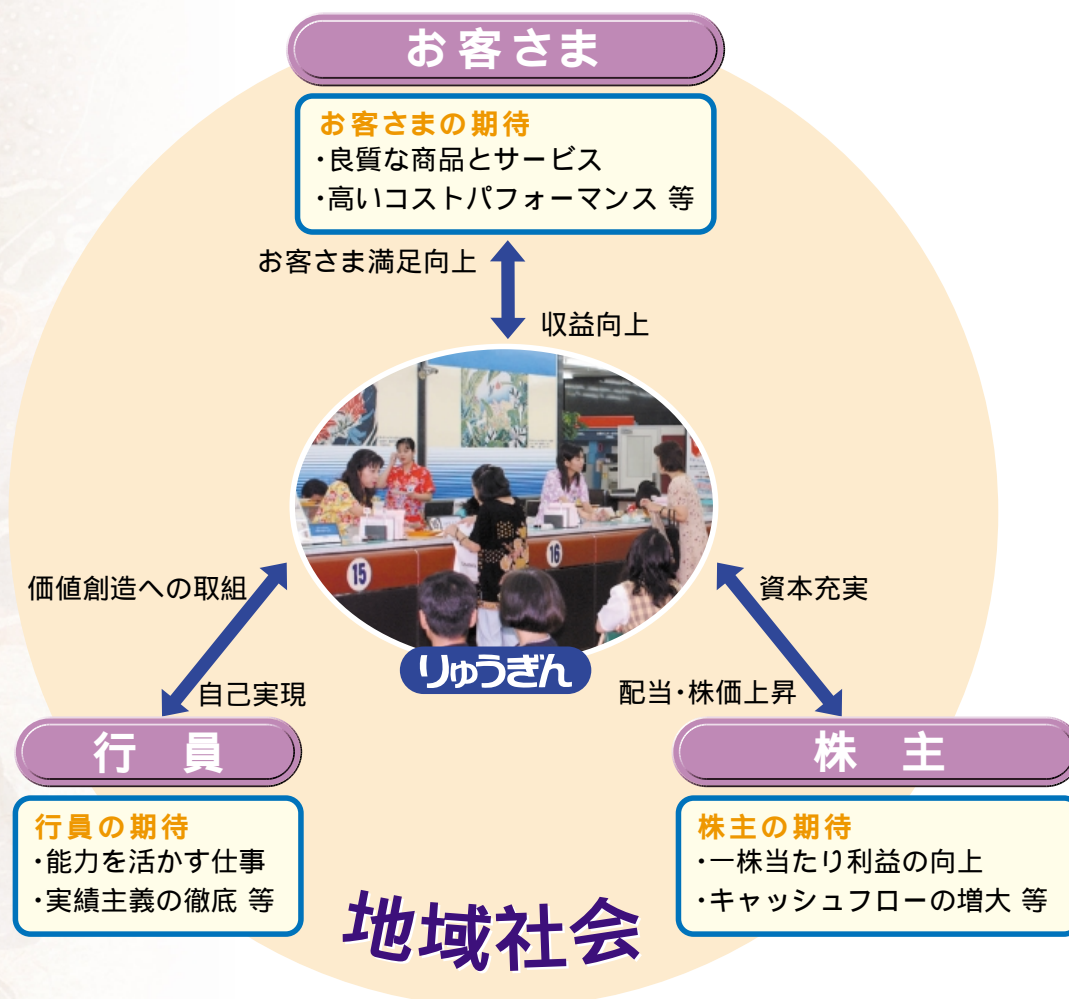 お客さま
お客さまの期待
・良質な商品とサービス
・高いコストパフォーマンス 等
お客さま満足向上
収益向上
15
16
りゅうぎん
価値創造への取組
自己実現
資本充実
配当・株価上昇
行 員
行員の期待
・能力を活かす仕事
・実績主義の徹底 等
株 主
株主の期待
・一株当たり利益の向上
・キャッシュフローの増大 等
地域社会